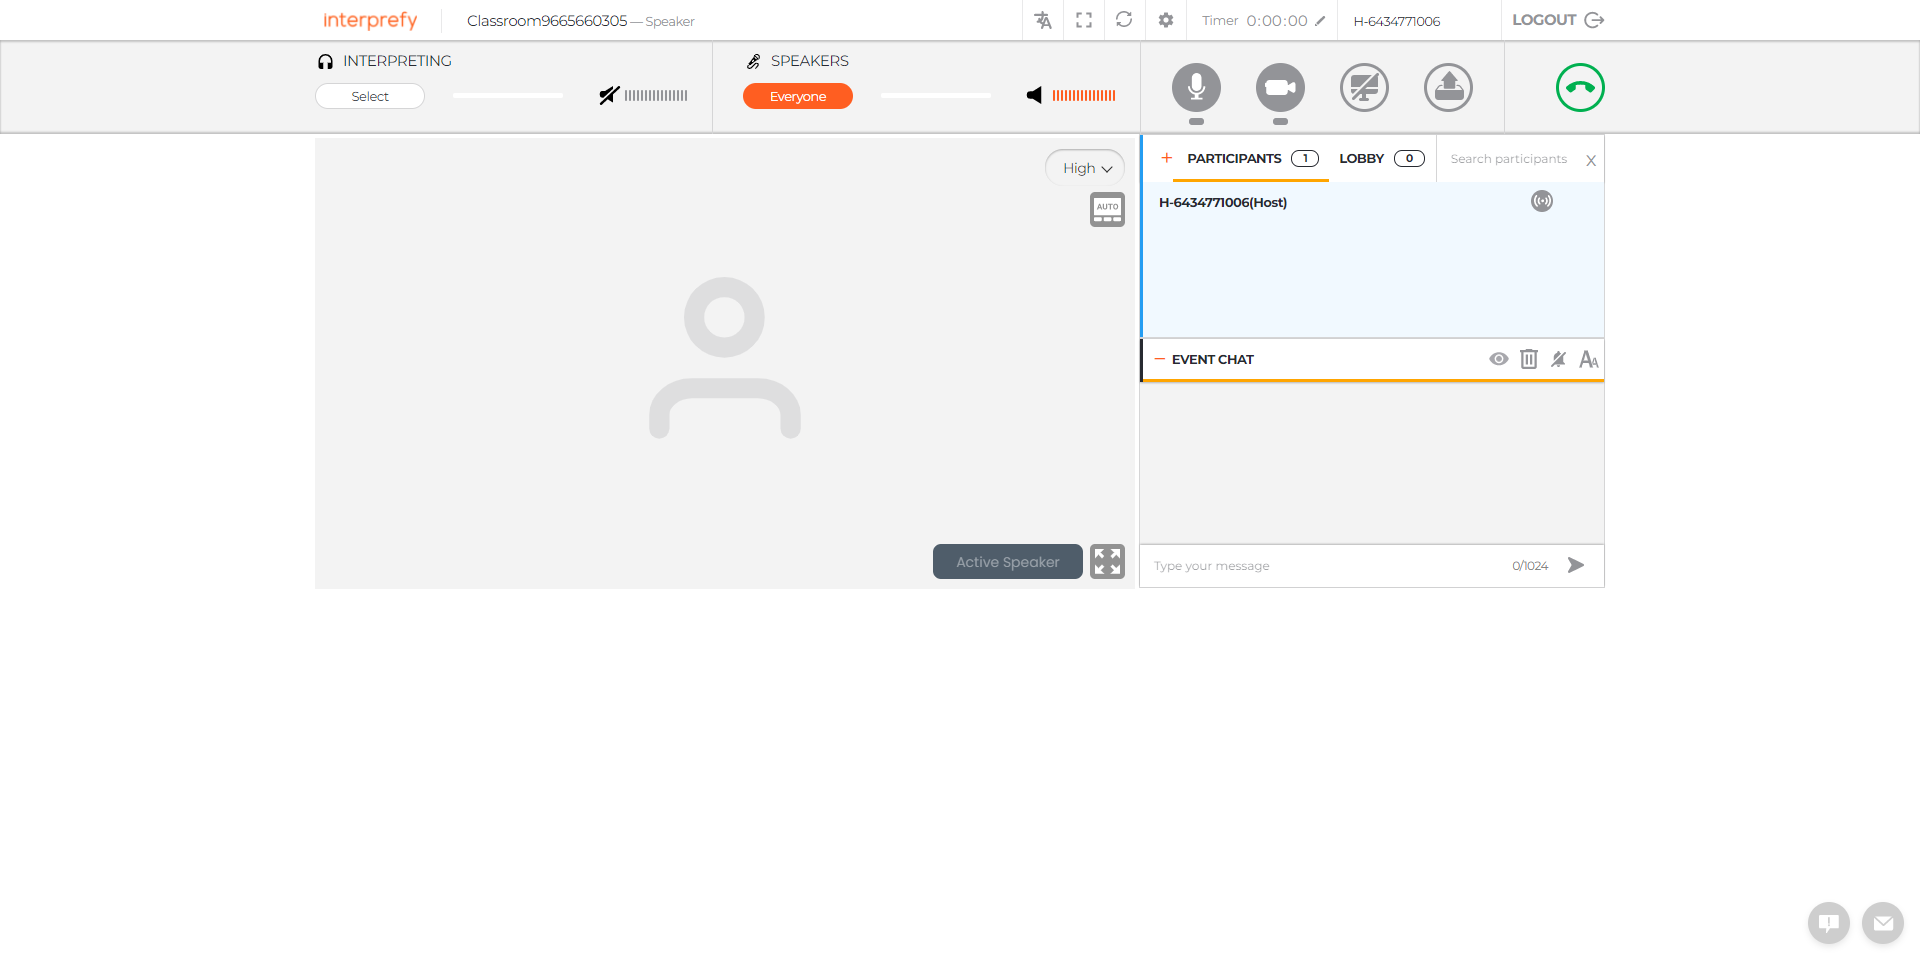 interprefy
Classroom9665660305 — Speaker
Timer 0:00:00
H-6434771006
LOGOUT
INTERPRETING
Select
SPEAKERS
Everyone
High
AUTO
Active Speaker
+ PARTICIPANTS 1
LOBBY 0
Search participants X
H-6434771006(Host)
− EVENT CHAT
AA
Type your message
0/1024